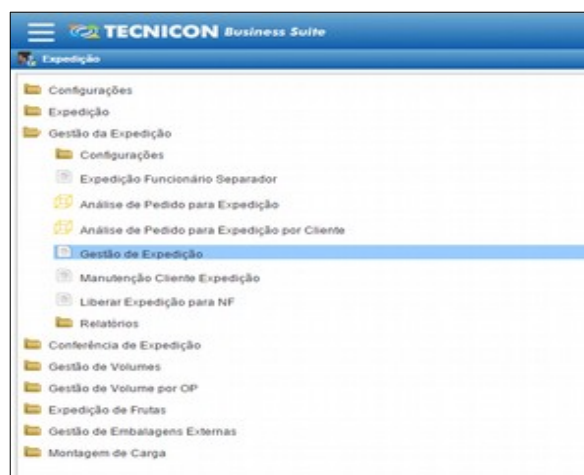 TECNICON Business Suite
Expedição
Configurações
Expedição
Gestão da Expedição
Configurações
Expedição Funcionário Separador
Análise de Pedido para Expedição
Análise de Pedido para Expedição por Cliente
Gestão de Expedição
Manutenção Cliente Expedição
Liberar Expedição para NF
Relatórios
Conferência de Expedição
Gestão de Volumes
Gestão de Volume por OP
Expedição de Frutas
Gestão de Embalagens Externas
Montagem de Carga